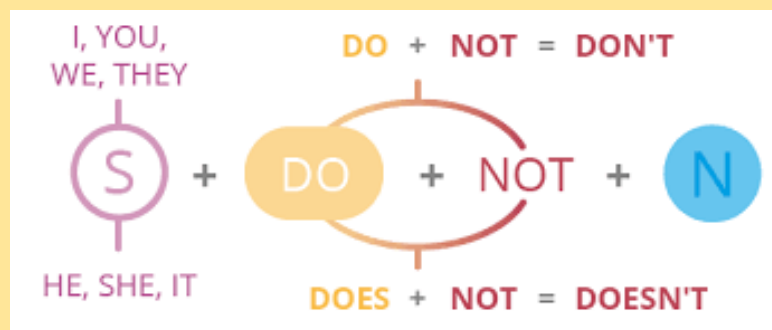 I, YOU,
WE, THEY
DO + NOT = DON'T
S + DO + NOT + N
HE, SHE, IT
DOES + NOT = DOESN'T